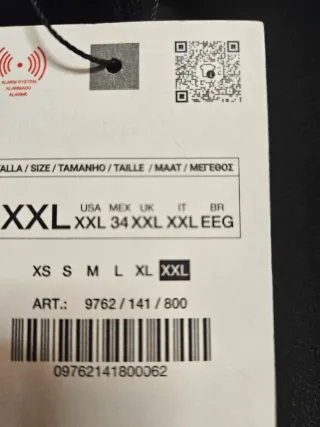 ALARM SYSTEM
ALARMADO
ALARME
TALLA / SIZE / TAMANHO / TAILLE / MAAT / ΜΕΓΕΘΟΣ
XXL
USA MEX UK IT BR
XXL 34 XXL XXL EEG
XS S M L XL XXL
ART.: 9762 / 141 / 800
09762141800062